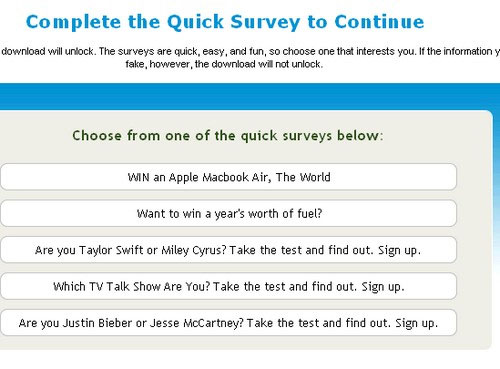 Complete the Quick Survey to Continue
download will unlock. The surveys are quick, easy, and fun, so choose one that interests you. If the information
fake, however, the download will not unlock.
Choose from one of the quick surveys below:
WIN an Apple Macbook Air, The World
Want to win a year's worth of fuel?
Are you Taylor Swift or Miley Cyrus? Take the test and find out. Sign up.
Which TV Talk Show Are You? Take the test and find out. Sign up.
Are you Justin Bieber or Jesse McCartney? Take the test and find out. Sign up.